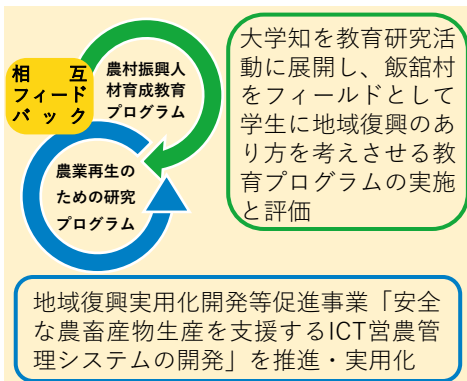 相互
フィード
バック
農村振興人
材育成教育
プログラム
農業再生の
ための研究
プログラム
大学知を教育研究活
動に展開し、飯舘村
をフィールドとして
学生に地域復興のあ
り方を考えさせる教
育プログラムの実施
と評価
地域復興実用化開発等促進事業「安全
な農畜産物生産を支援するICT営農管
理システムの開発」を推進・実用化